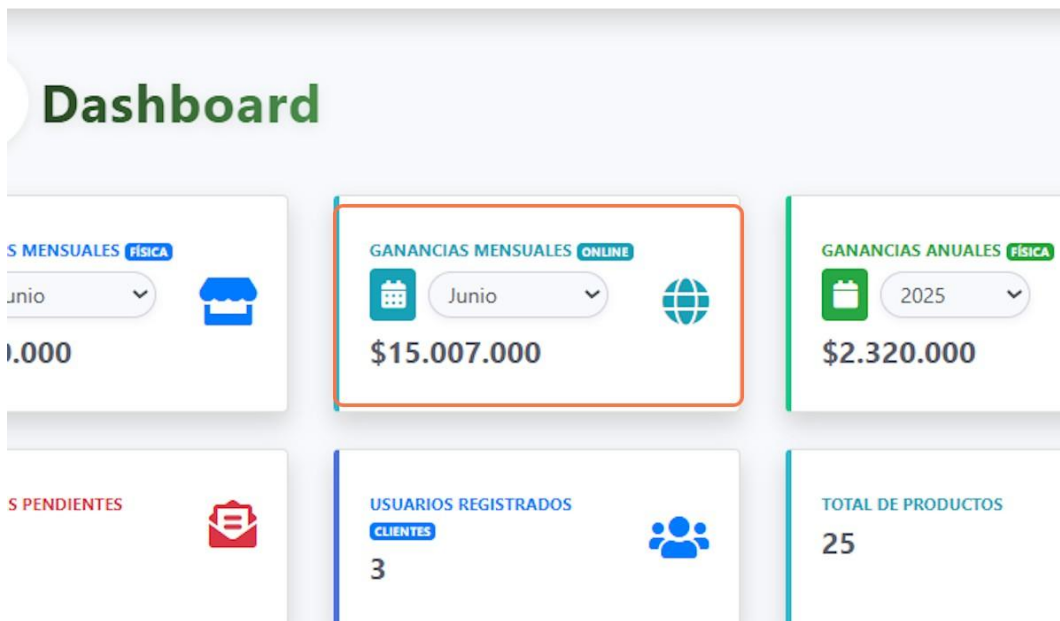 Dashboard
S MENSUALES FÍSICA
unio
0.000
GANANCIAS MENSUALES ONLINE
Junio
$15.007.000
GANANCIAS ANUALES FÍSICA
2025
$2.320.000
S PENDIENTES
USUARIOS REGISTRADOS
CLIENTES
3
TOTAL DE PRODUCTOS
25